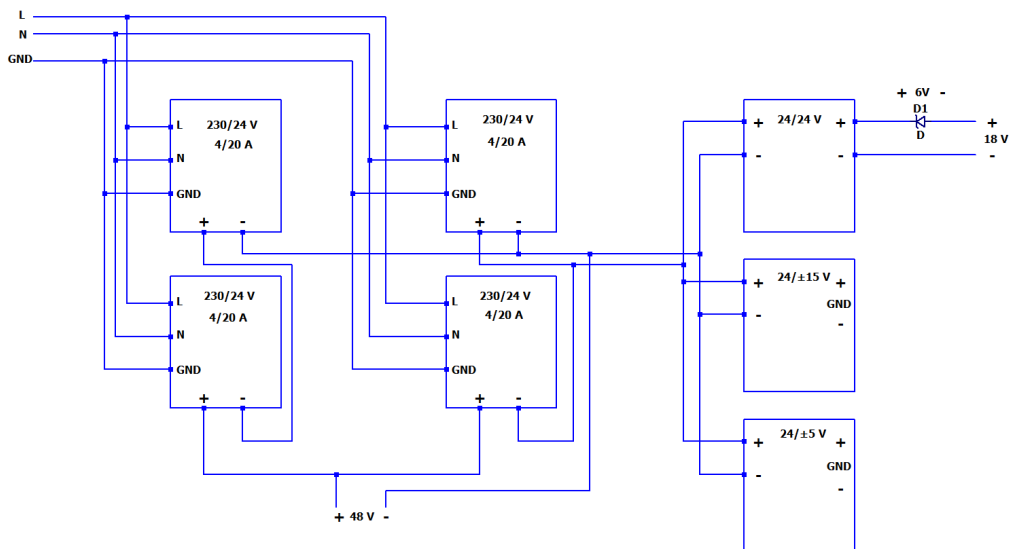 L
N
GND
230/24 V
4/20 A
L
N
GND
+ -
230/24 V
4/20 A
L
N
GND
+ -
230/24 V
4/20 A
L
N
GND
+ -
230/24 V
4/20 A
L
N
GND
+ -
+ 48 V -
24/24 V
+ +
- -
+ 6V -
D1
D
+
18 V
-
24/±15 V
+ +
GND
- -
24/±5 V
+ +
GND
- -